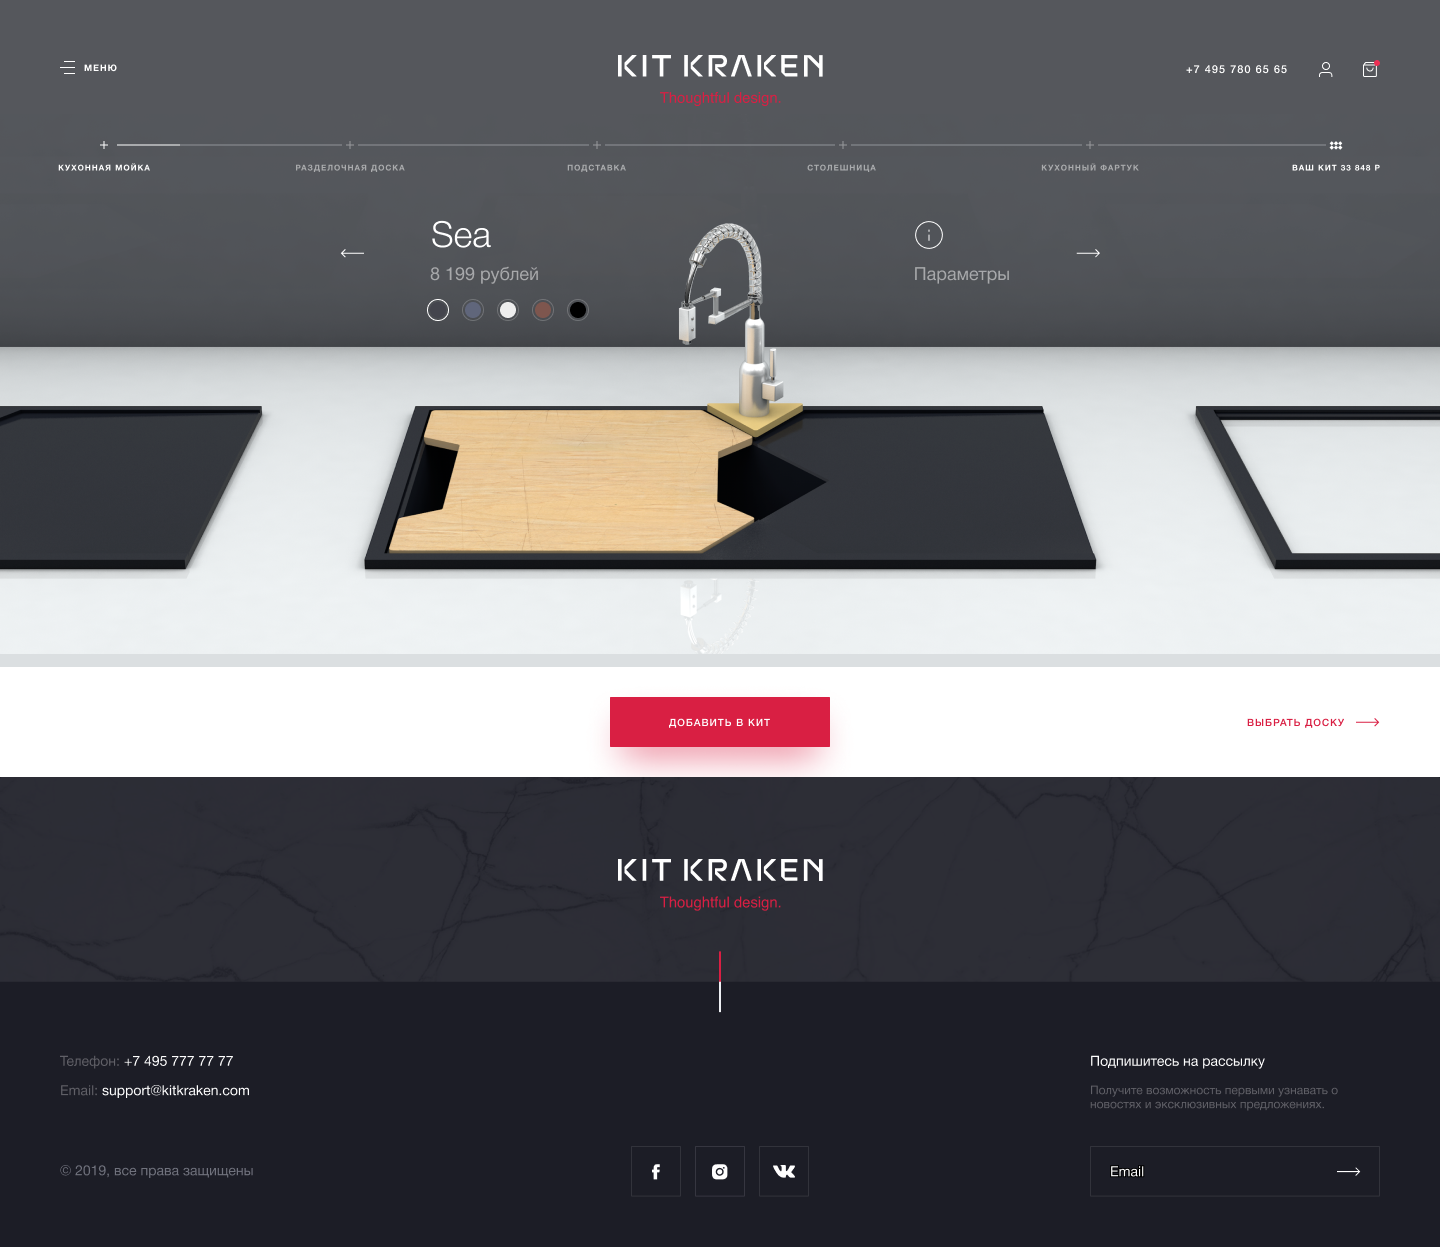 МЕНЮ
KIT KRAKEN
Thoughtful design.
+7 495 780 65 65
КУХОННАЯ МОЙКА
РАЗДЕЛОЧНАЯ ДОСКА
ПОДСТАВКА
СТОЛЕШНИЦА
КУХОННЫЙ ФАРТУК
ВАШ КИТ 33 848 Р
Sea
8 199 рублей
Параметры
ДОБАВИТЬ В КИТ
ВЫБРАТЬ ДОСКУ
KIT KRAKEN
Thoughtful design.
Телефон: +7 495 777 77 77
Email: support@kitkraken.com
© 2019, все права защищены
Подпишитесь на рассылку
Получите возможность первыми узнавать о
новостях и эксклюзивных предложениях.
Email